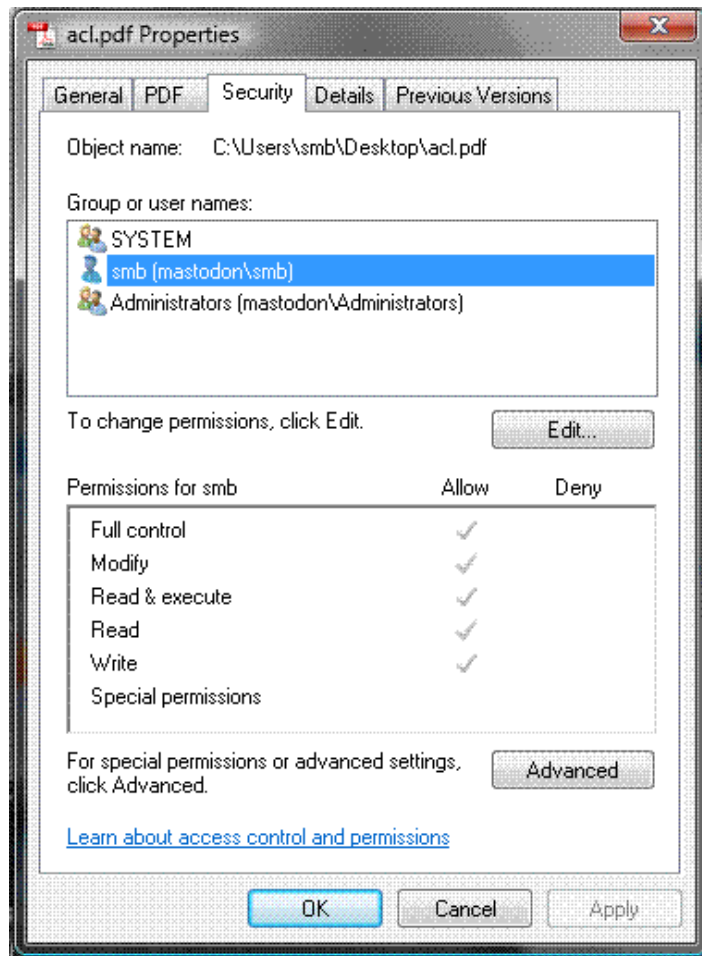 acl.pdf Properties
General PDF Security Details Previous Versions
Object name: C:\Users\smb\Desktop\acl.pdf
Group or user names:
SYSTEM
smb (mastodon\smb)
Administrators (mastodon\Administrators)
To change permissions, click Edit.
Edit...
Permissions for smb Allow Deny
Full control
Modify
Read & execute
Read
Write
Special permissions
For special permissions or advanced settings,
click Advanced.
Advanced
Learn about access control and permissions
OK Cancel Apply